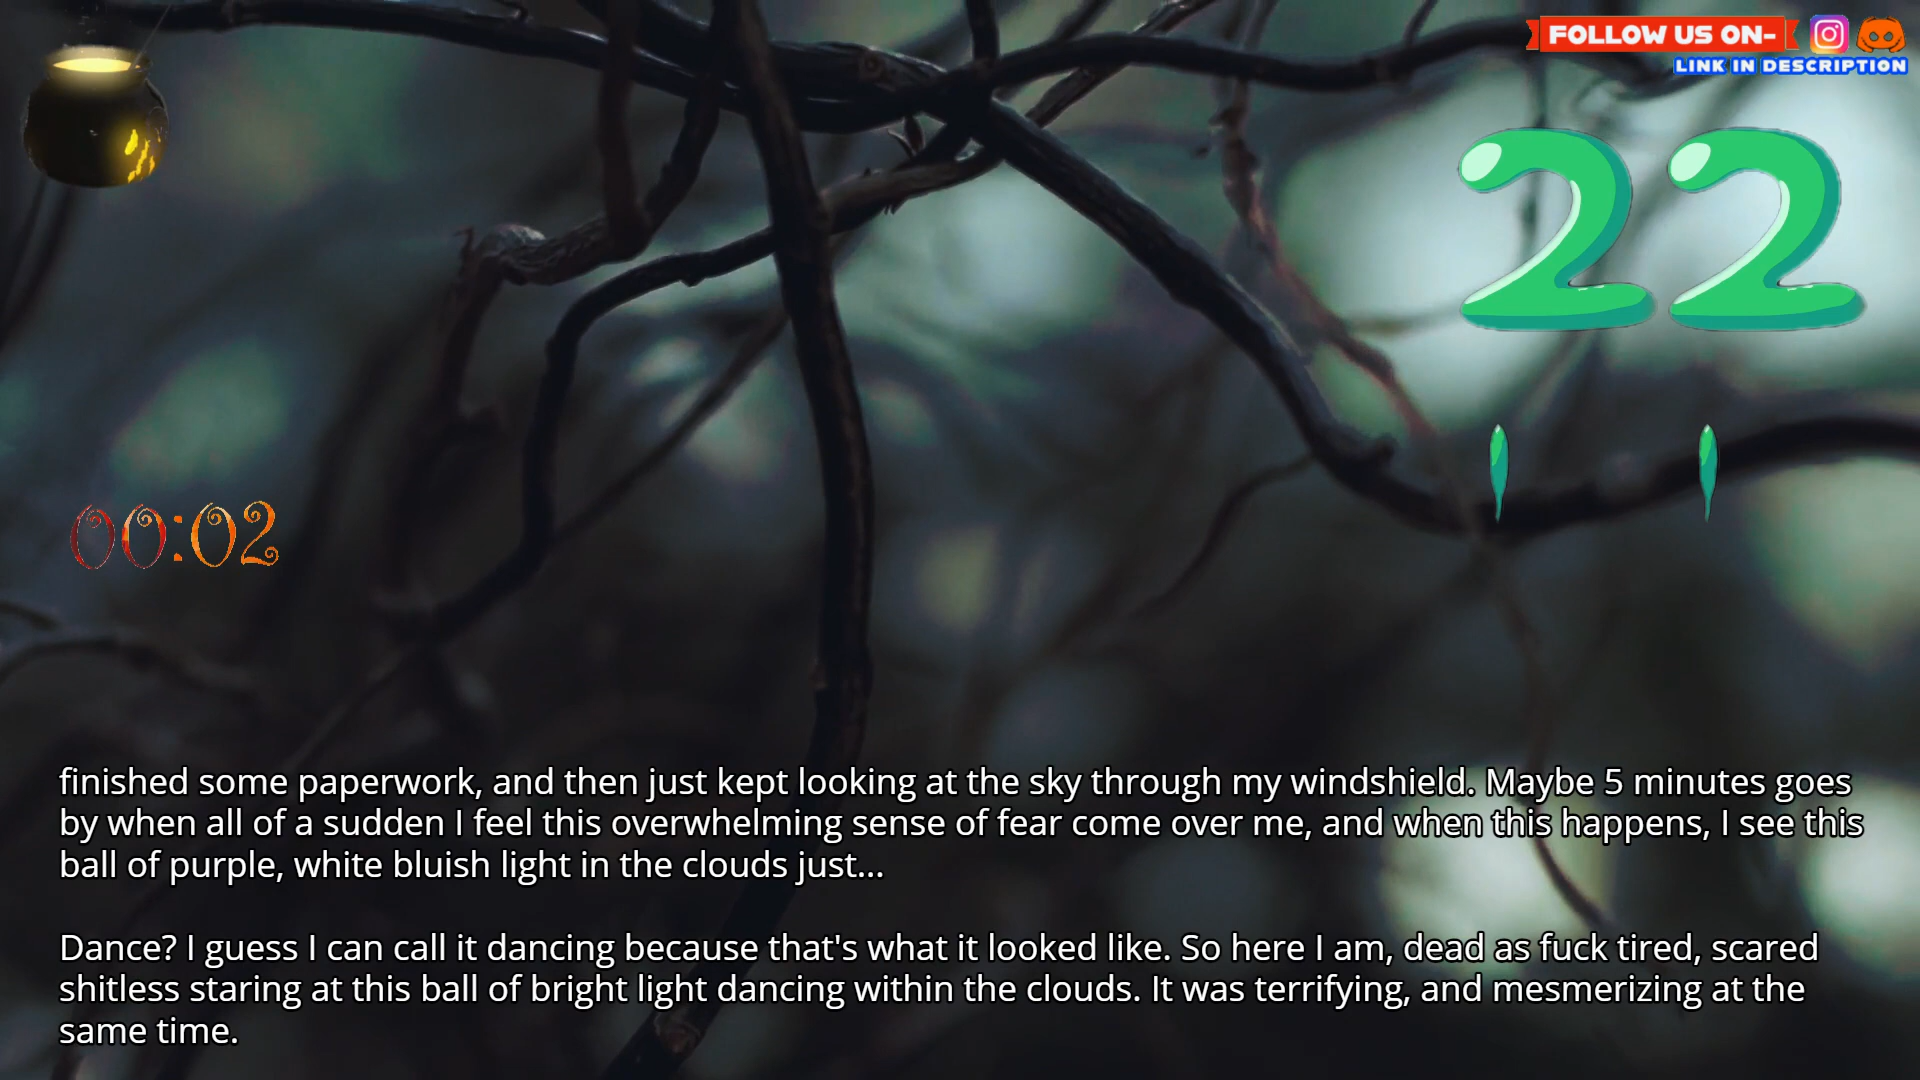 FOLLOW US ON-
LINK IN DESCRIPTION
22
00:02
finished some paperwork, and then just kept looking at the sky through my windshield. Maybe 5 minutes goes
by when all of a sudden I feel this overwhelming sense of fear come over me, and when this happens, I see this
ball of purple, white bluish light in the clouds just...
Dance? I guess I can call it dancing because that's what it looked like. So here I am, dead as fuck tired, scared
shitless staring at this ball of bright light dancing within the clouds. It was terrifying, and mesmerizing at the
same time.